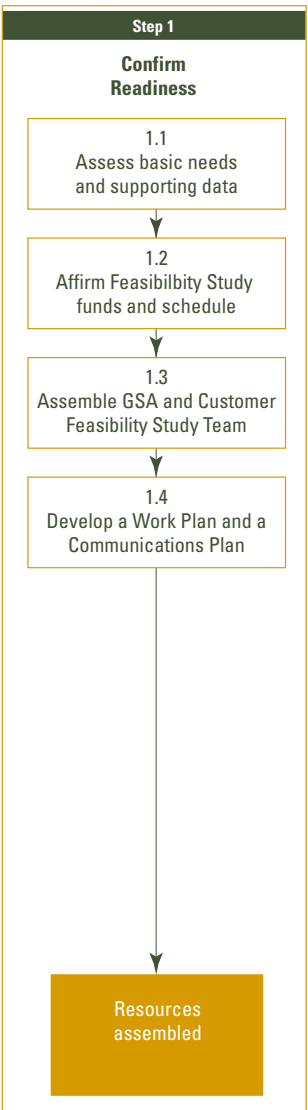 Step 1
Confirm
Readiness
1.1
Assess basic needs
and supporting data
1.2
Affirm Feasibilbity Study
funds and schedule
1.3
Assemble GSA and Customer
Feasibility Study Team
1.4
Develop a Work Plan and a
Communications Plan
Resources
assembled